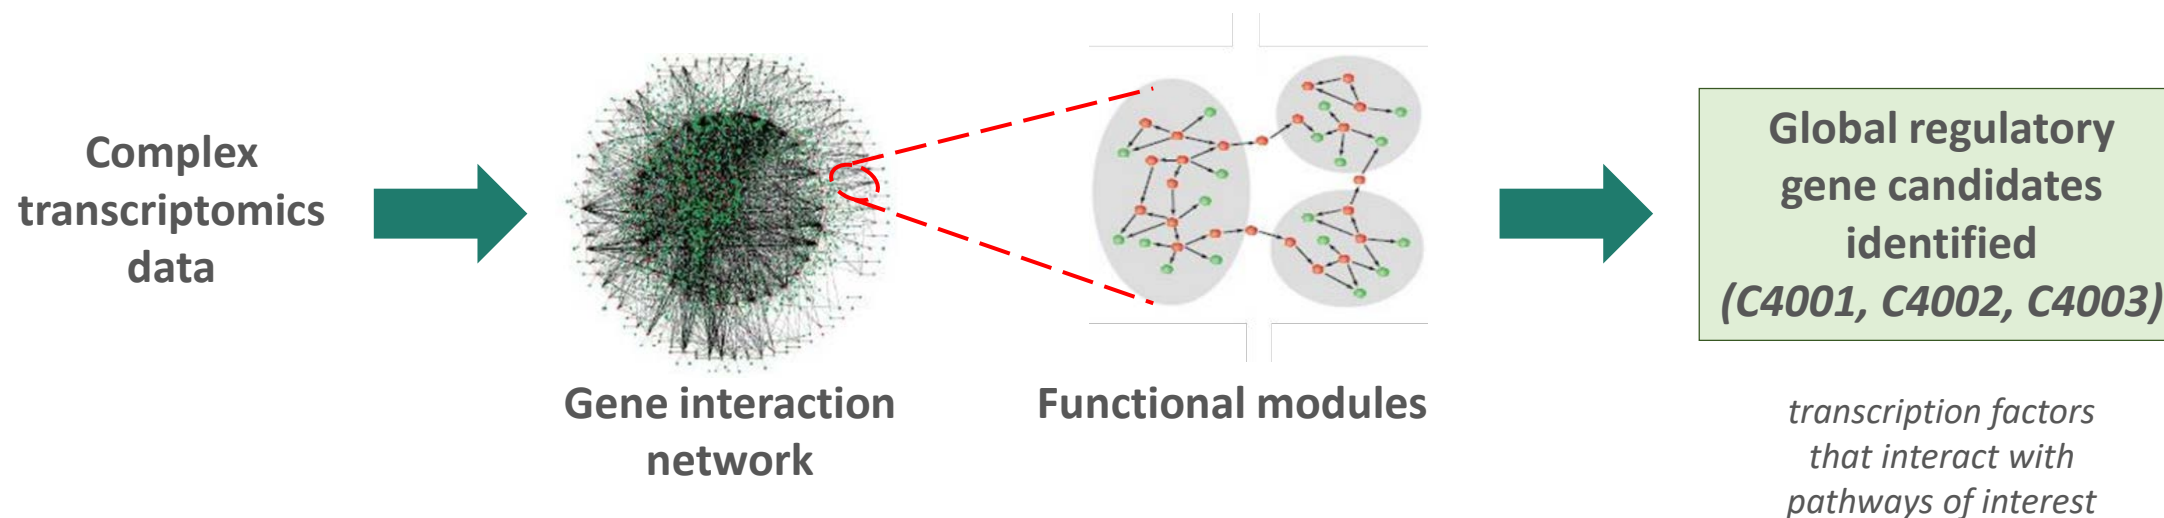 Complex
transcriptomics
data
Gene interaction
network
Functional modules
Global regulatory
gene candidates
identified
(C4001, C4002, C4003)
transcription factors
that interact with
pathways of interest